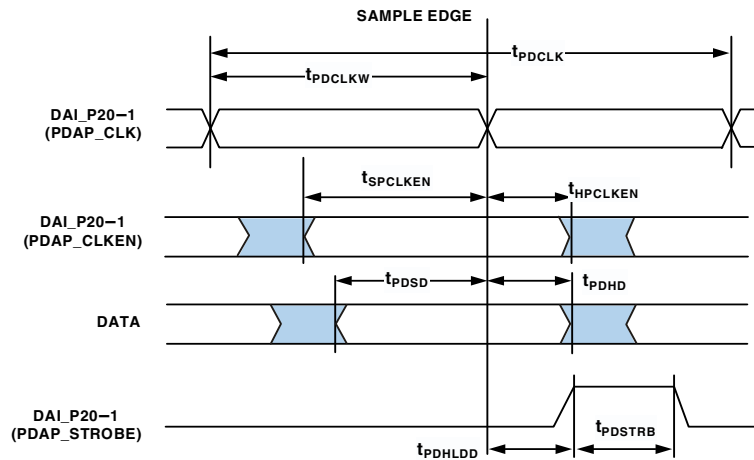 SAMPLE EDGE
tPDCLK
tPDCLKW
DAI_P20–1
(PDAP_CLK)
tSPCLKEN
tHPCLKEN
DAI_P20–1
(PDAP_CLKEN)
tPDSD
tPDHD
DATA
DAI_P20–1
(PDAP_STROBE)
tPDSTRB
tPDHLDD